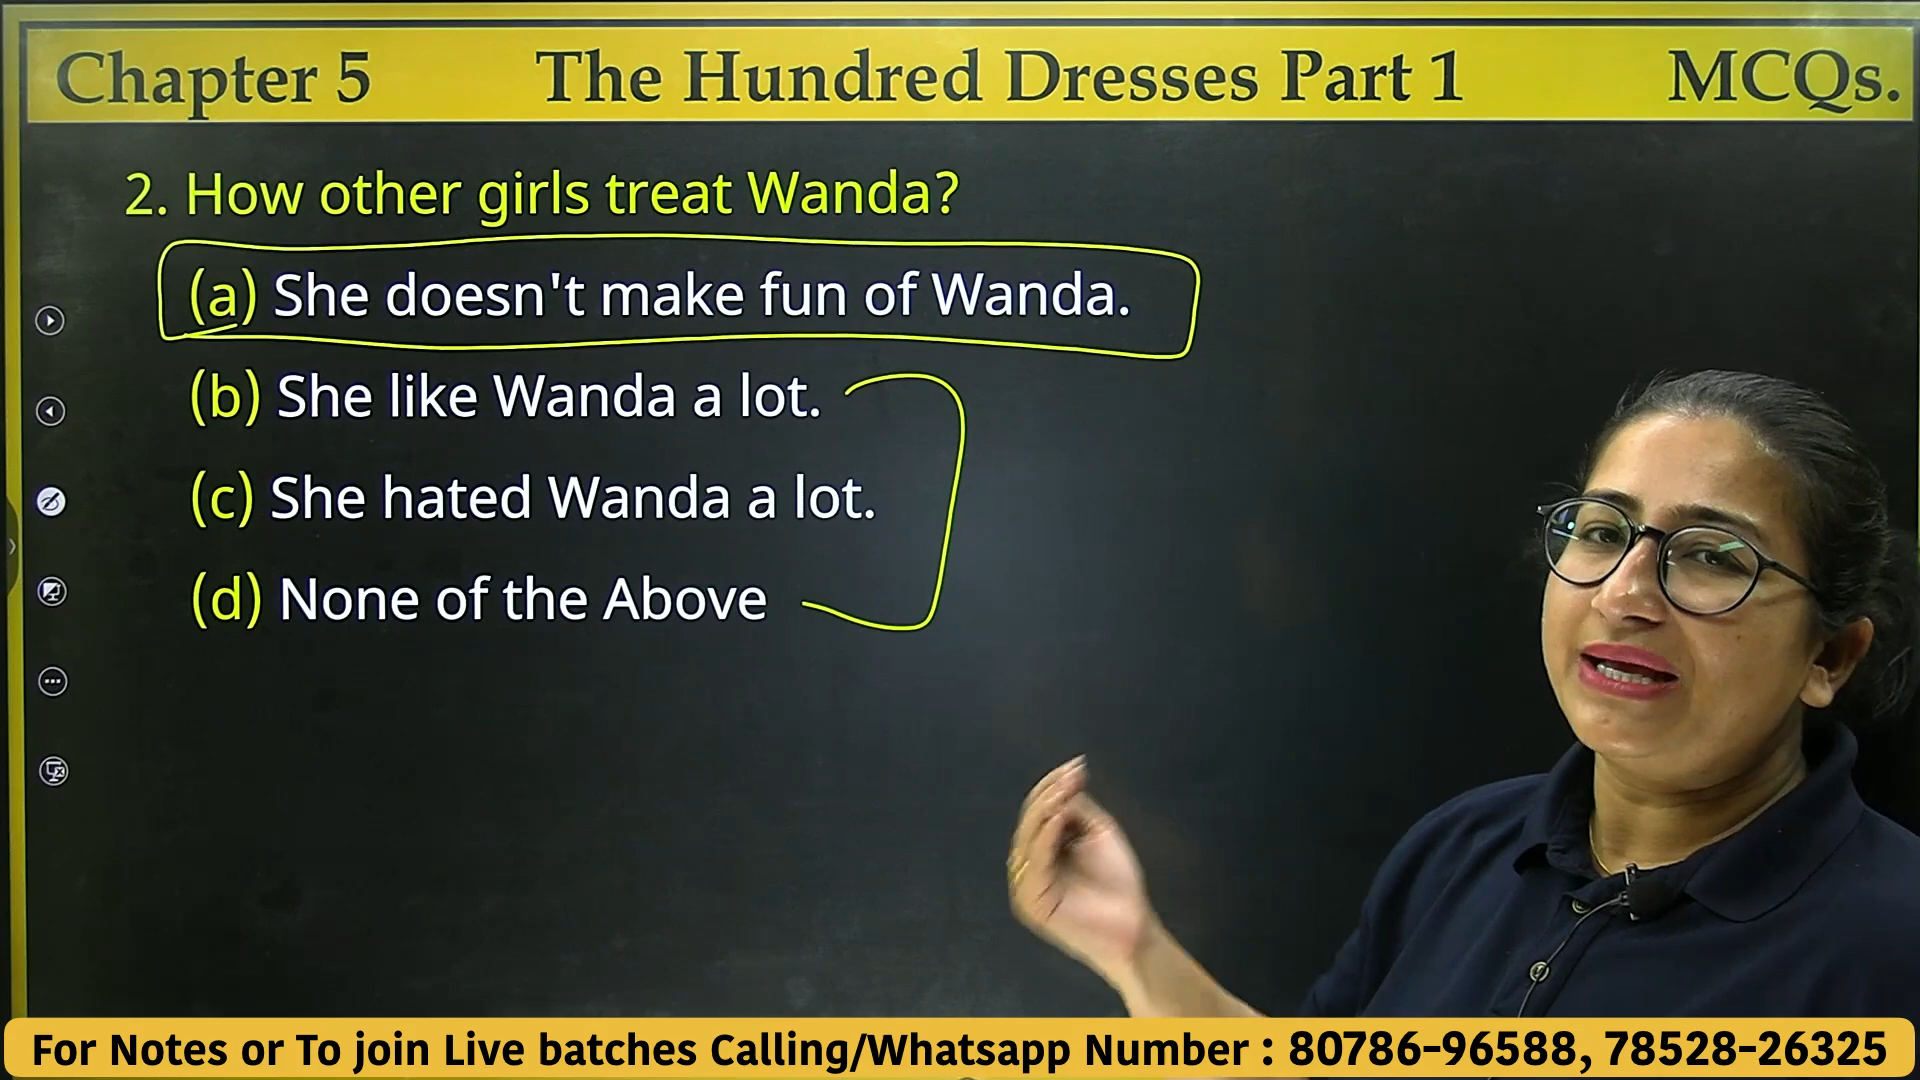 Chapter 5 The Hundred Dresses Part 1 MCQs.
2. How other girls treat Wanda?
(a) She doesn't make fun of Wanda.
(b) She like Wanda a lot.
(c) She hated Wanda a lot.
(d) None of the Above
For Notes or To join Live batches Calling/Whatsapp Number : 80786-96588, 78528-26325